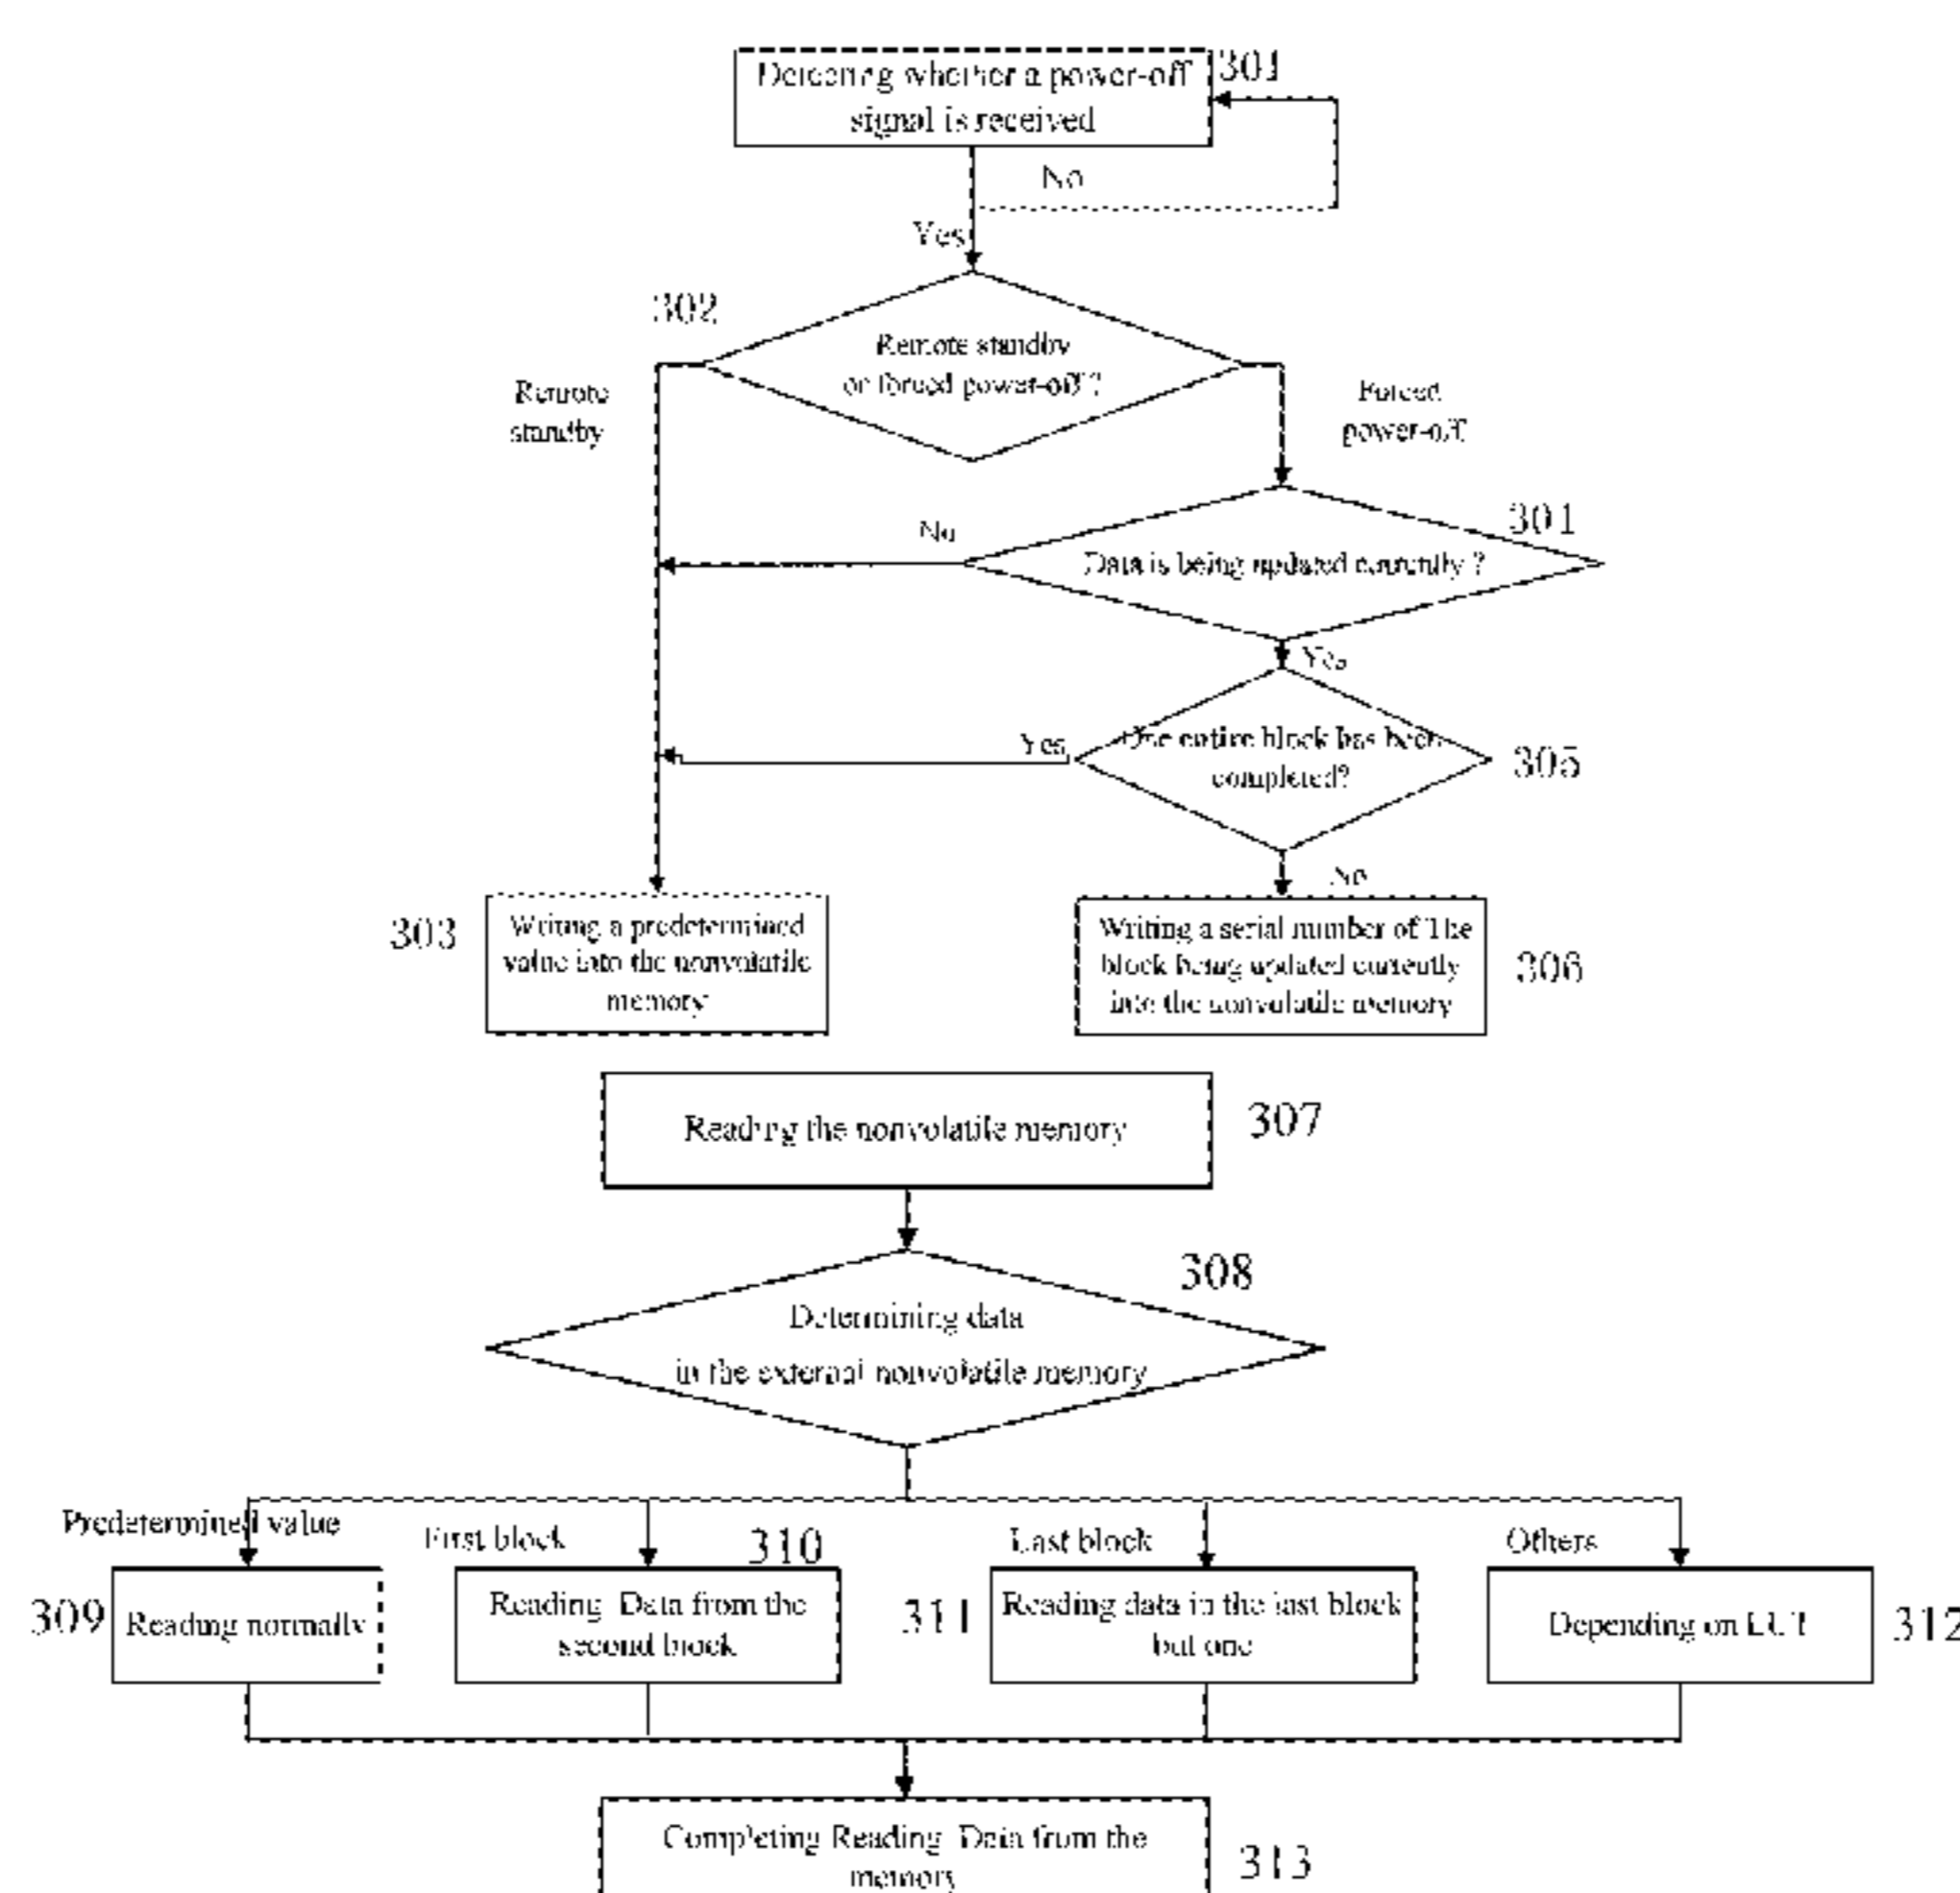 Detecting whether a power-off
signal is received
301
No
Yes
302
Remote standby
or forced power-off ?
Remote
standby
Forced
power-off
304
No
Data is being updated currently ?
Yes
One entire block has been
completed?
Yes
305
No
303
Writing a predetermined
value into the nonvolatile
memory
Writing a serial number of The
block being updated currently
into the nonvolatile memory
306
Reading the nonvolatile memory
307
308
Determining data
in the external nonvolatile memory
Predetermined value
First block
310
Last block
Others
309
Reading normally
Reading Data from the
second block
311
Reading data in the last block
but one
Depending on LUT
312
Completing Reading Data from the
memory
313